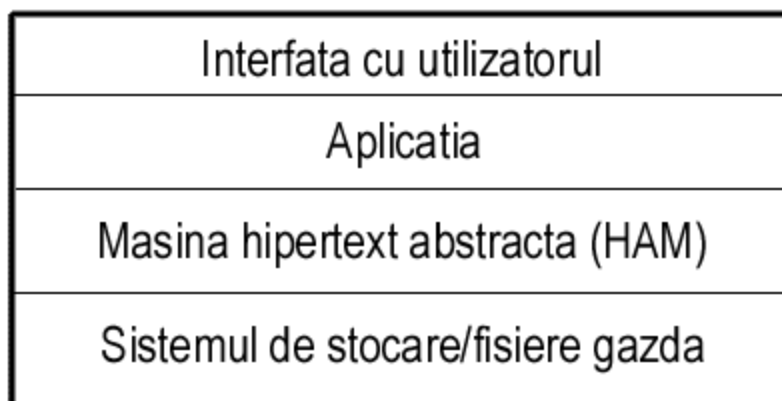 Interfata cu utilizatorul
Aplicatia
Masina hipertext abstracta (HAM)
Sistemul de stocare/fisiere gazda